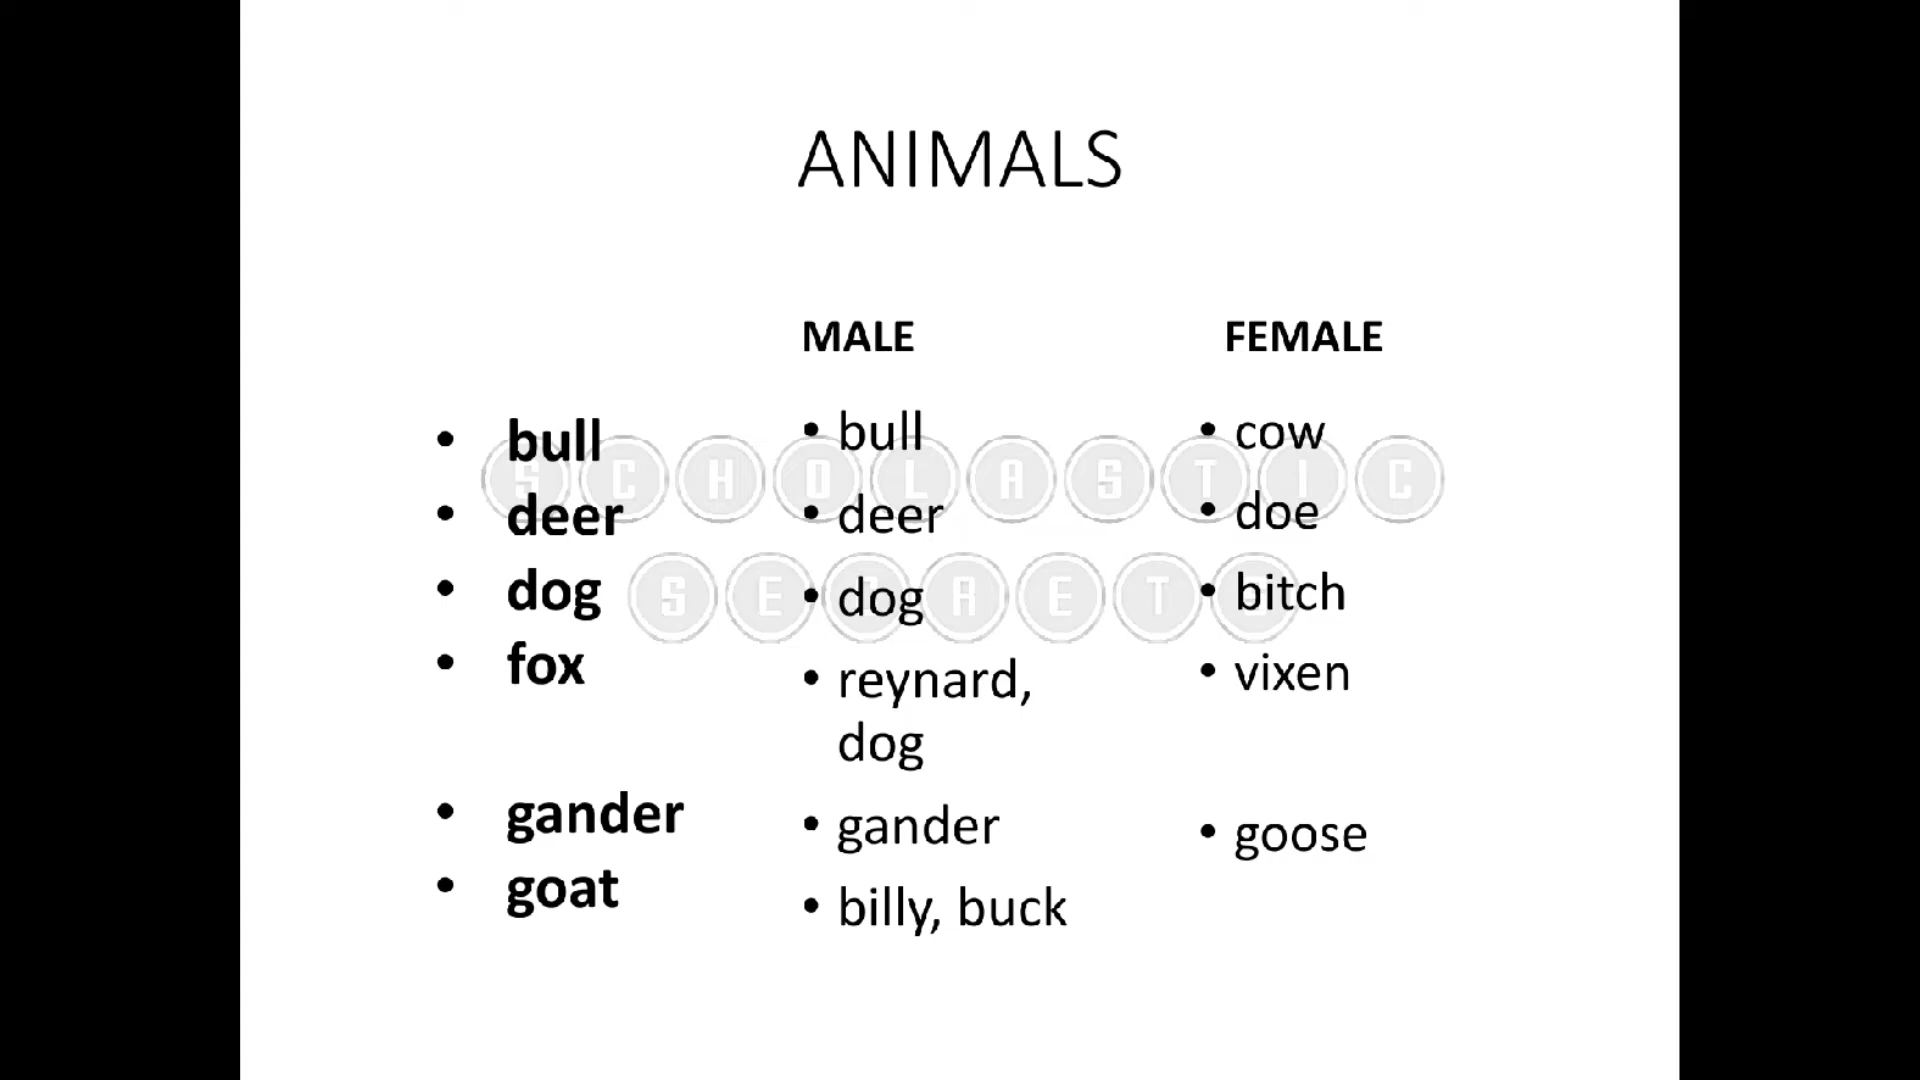 ANIMALS
MALE FEMALE
• bull • bull • cow
• deer • deer • doe
• dog • dog • bitch
• fox • reynard, • vixen
dog
• gander • gander • goose
• goat • billy, buck
SCHOLASTIC
SECRETS